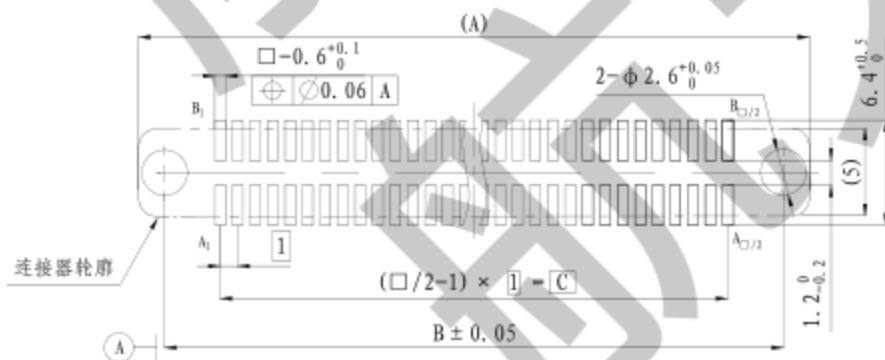 (A)
□-0.6 +0.1 0
2-ф2.6 +0.05 0
6.4 +0.5 0
⌖ ∅0.06 A
B1
B□/2
(5)
A1
1
A□/2
连接器轮廓
(□/2-1) × 1 = C
1.2 0 -0.2
B±0.05
A